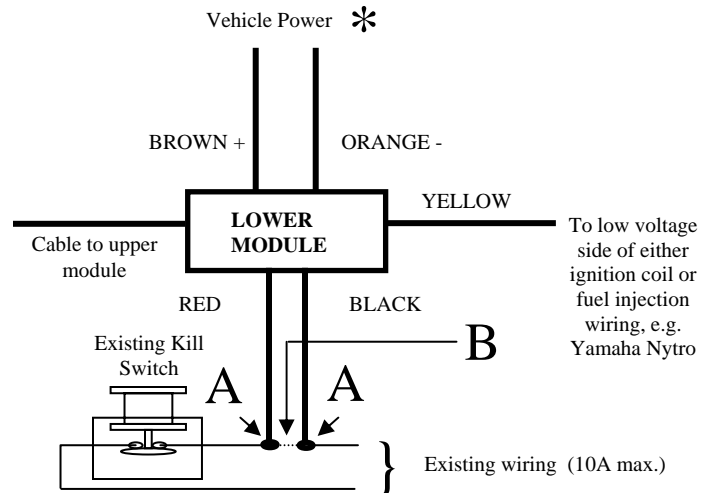 Vehicle Power *
BROWN +
ORANGE -
LOWER
MODULE
YELLOW
Cable to upper
module
To low voltage
side of either
ignition coil or
fuel injection
wiring, e.g.
Yamaha Nytro
RED
BLACK
Existing Kill
Switch
A
A
B
Existing wiring (10A max.)